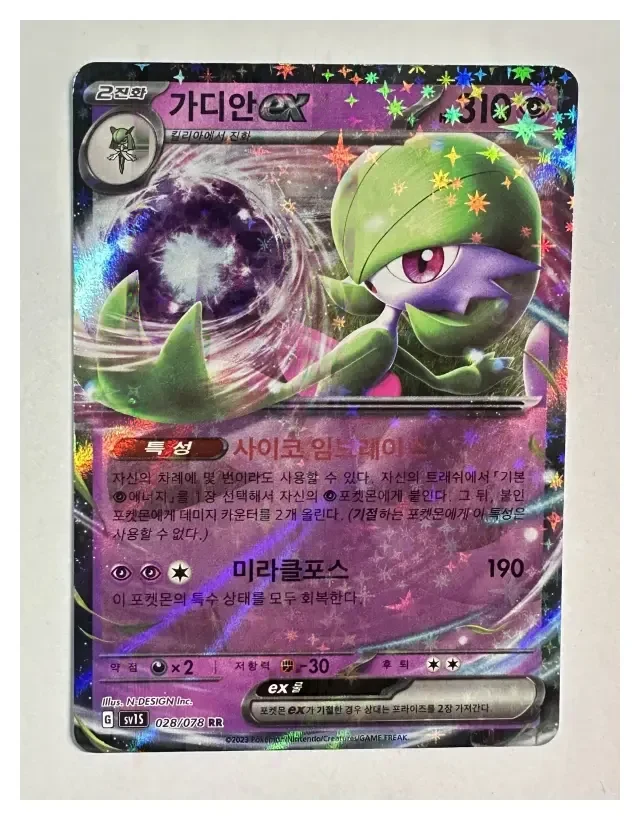 2진화
가디안ex
310
킬리아에서 진화
특성
사이코 임브레이스
자신의 차례에 몇 번이라도 사용할 수 있다. 자신의 트래쉬에서 「기본
에너지」를 1장 선택해서 자신의 포켓몬에게 붙인다. 그 뒤, 붙인
포켓몬에게 데미지 카운터를 2개 올린다. (기절하는 포켓몬에게 이 특성은
사용할 수 없다.)
미라클포스 190
이 포켓몬의 특수 상태를 모두 회복한다.
약점 ×2 저항력 -30 후퇴
ex 룰
포켓몬 ex가 기절한 경우 상대는 프라이즈를 2장 가져간다.
Illus. N-DESIGN Inc.
G SV1S 028/078 RR
©2023 Pokémon/Nintendo/Creatures/GAME FREAK.